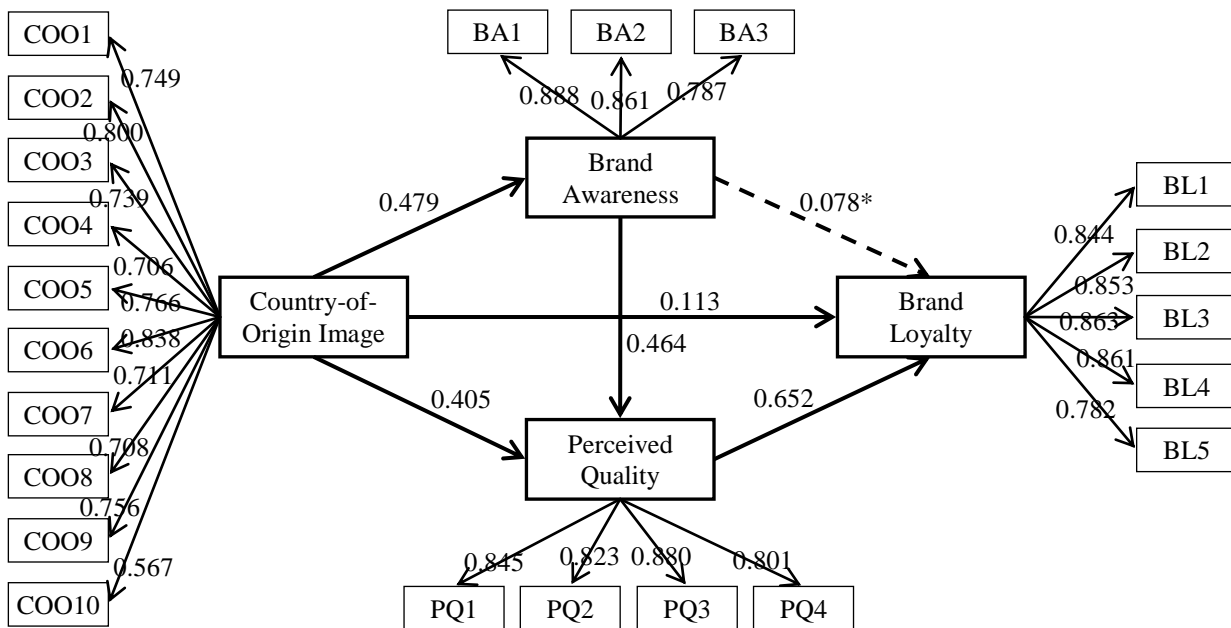 COO1
COO2
COO3
COO4
COO5
COO6
COO7
COO8
COO9
COO10
0.749
0.800
0.739
0.706
0.766
0.838
0.711
0.708
0.756
0.567
BA1
BA2
BA3
0.888
0.861
0.787
Brand
Awareness
0.479
0.078*
Country-of-
Origin Image
0.113
0.464
Brand
Loyalty
0.405
0.652
Perceived
Quality
0.845
0.823
0.880
0.801
PQ1
PQ2
PQ3
PQ4
0.844
0.853
0.863
0.861
0.782
BL1
BL2
BL3
BL4
BL5